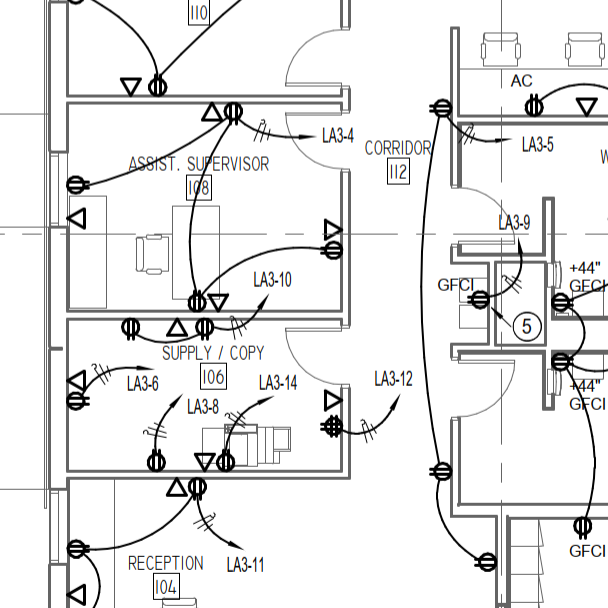 110
AC
LA3-4
CORRIDOR
112
LA3-5
ASSIST. SUPERVISOR
108
W
LA3-9
+44"
GFCI
LA3-10
GFCI
5
SUPPLY / COPY
106
LA3-6
LA3-14
LA3-12
LA3-8
+44"
GFCI
RECEPTION
104
LA3-11
GFCI